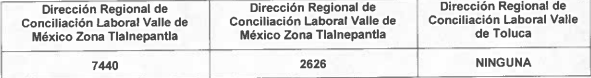 Dirección Regional de
Conciliación Laboral Valle de
México Zona Tlalnepantla
Dirección Regional de
Conciliación Laboral Valle de
México Zona Tlalnepantla
Dirección Regional de
Conciliación Laboral Valle
de Toluca
7440
2626
NINGUNA